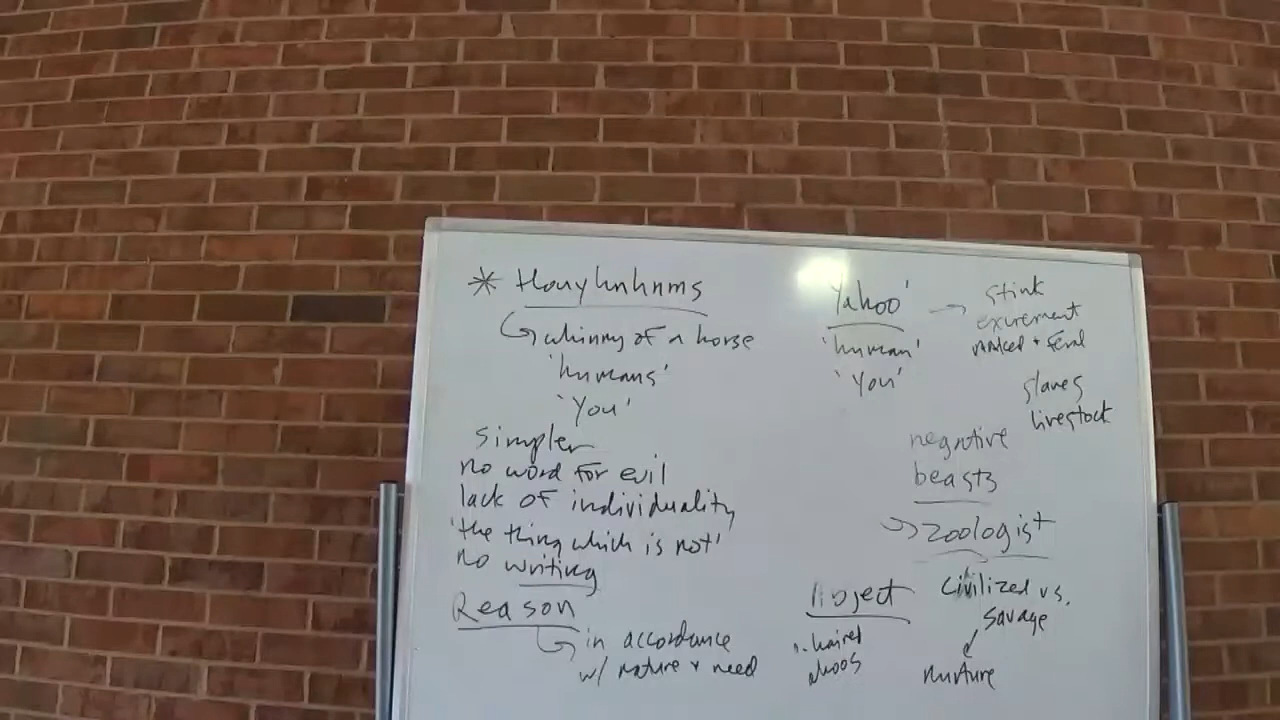 * Houyhnhnms
whinny of a horse
'humans'
'You'
simpler
no word for evil
lack of individuality
'the thing which is not'
no writing
Reason
in accordance
w/ nature + need
'Yahoo'
'human'
'You'
stink
excrement
naked + feral
slaves
livestock
negative
beasts
zoologist
civilized vs.
savage
nurture
haired